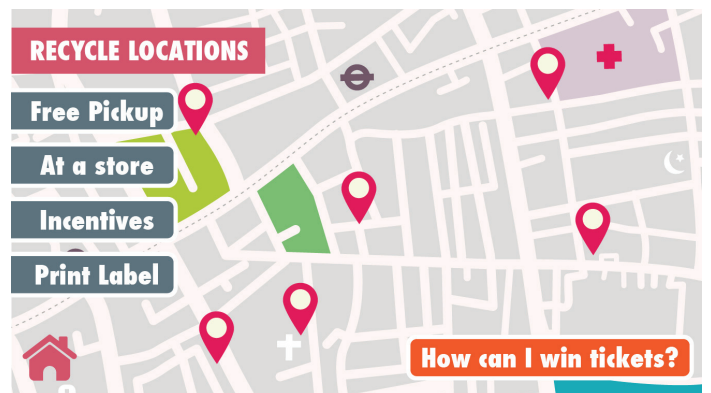 RECYCLE LOCATIONS
Free Pickup
At a store
Incentives
Print Label
How can I win tickets?